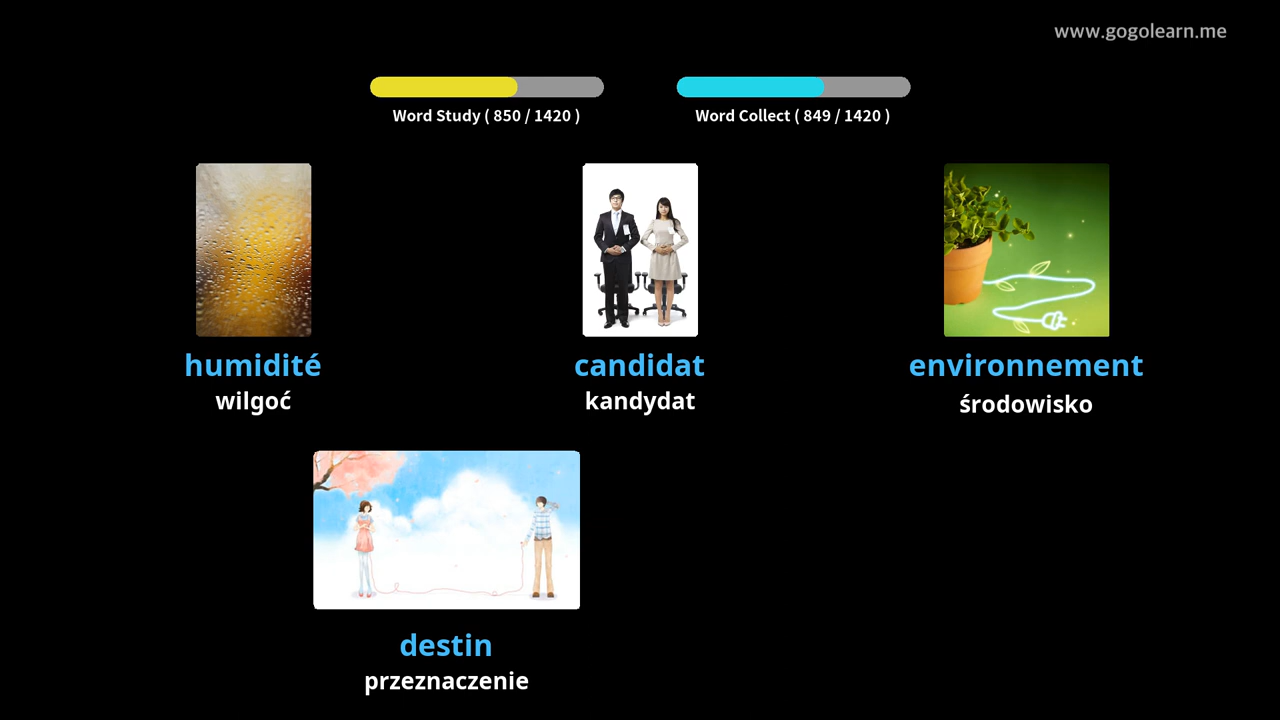 www.gogolearn.me
Word Study ( 850 / 1420 )
Word Collect ( 849 / 1420 )
humidité
wilgoć
candidat
kandydat
environnement
środowisko
destin
przeznaczenie